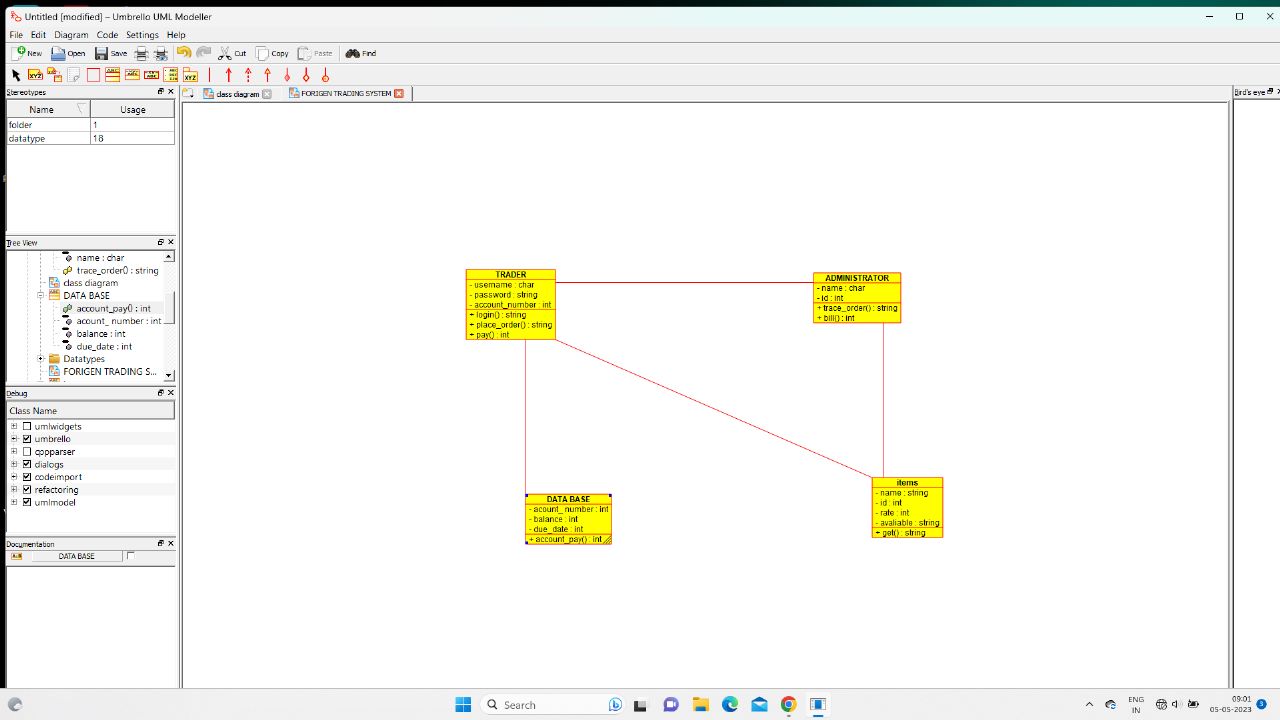 Untitled [modified] – Umbrello UML Modeller
File Edit Diagram Code Settings Help
New Open Save Cut Copy Paste Find
Stereotypes
Name Usage
folder 1
datatype 18
class diagram FORIGEN TRADING SYSTEM
Bird's eye
Tree View
name : char
trace_order() : string
class diagram
DATA BASE
account_pay() : int
acount_ number : int
balance : int
due_date : int
Datatypes
FORIGEN TRADING S...
Debug
Class Name
umlwidgets
umbrello
cppparser
dialogs
codeimport
refactoring
umlmodel
Documentation
DATA BASE
TRADER
- username : char
- password : string
- account_number : int
+ login() : string
+ place_order() : string
+ pay() : int
ADMINISTRATOR
- name : char
- id : int
+ trace_order() : string
+ bill() : int
DATA BASE
- acount_ number : int
- balance : int
- due_date : int
+ account_pay() : int
items
- name : string
- id : int
- rate : int
- avaliable : string
+ get() : string
Search
ENG
IN
09:01
05-05-2023
3